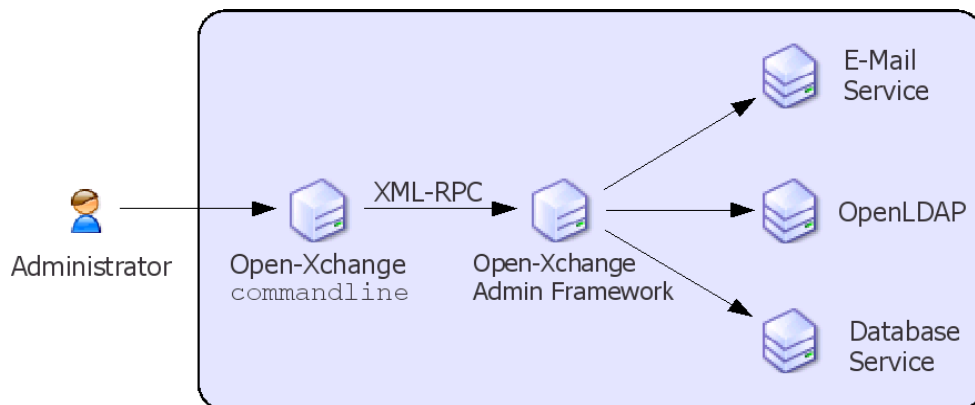 E-Mail
Service
XML-RPC
OpenLDAP
Administrator
Open-Xchange
commandline
Open-Xchange
Admin Framework
Database
Service